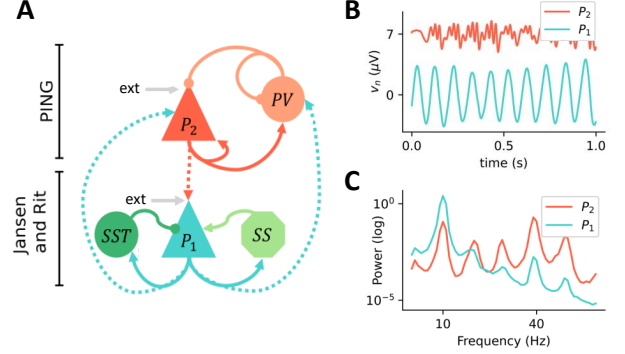 A
PING
Jansen
and Rit
ext
PV
P2
ext
SST
P1
SS
B
P2
P1
7
0
vn (μV)
0.0
0.5
1.0
time (s)
C
P2
P1
10⁰
10⁻⁵
Power (log)
10
40
Frequency (Hz)